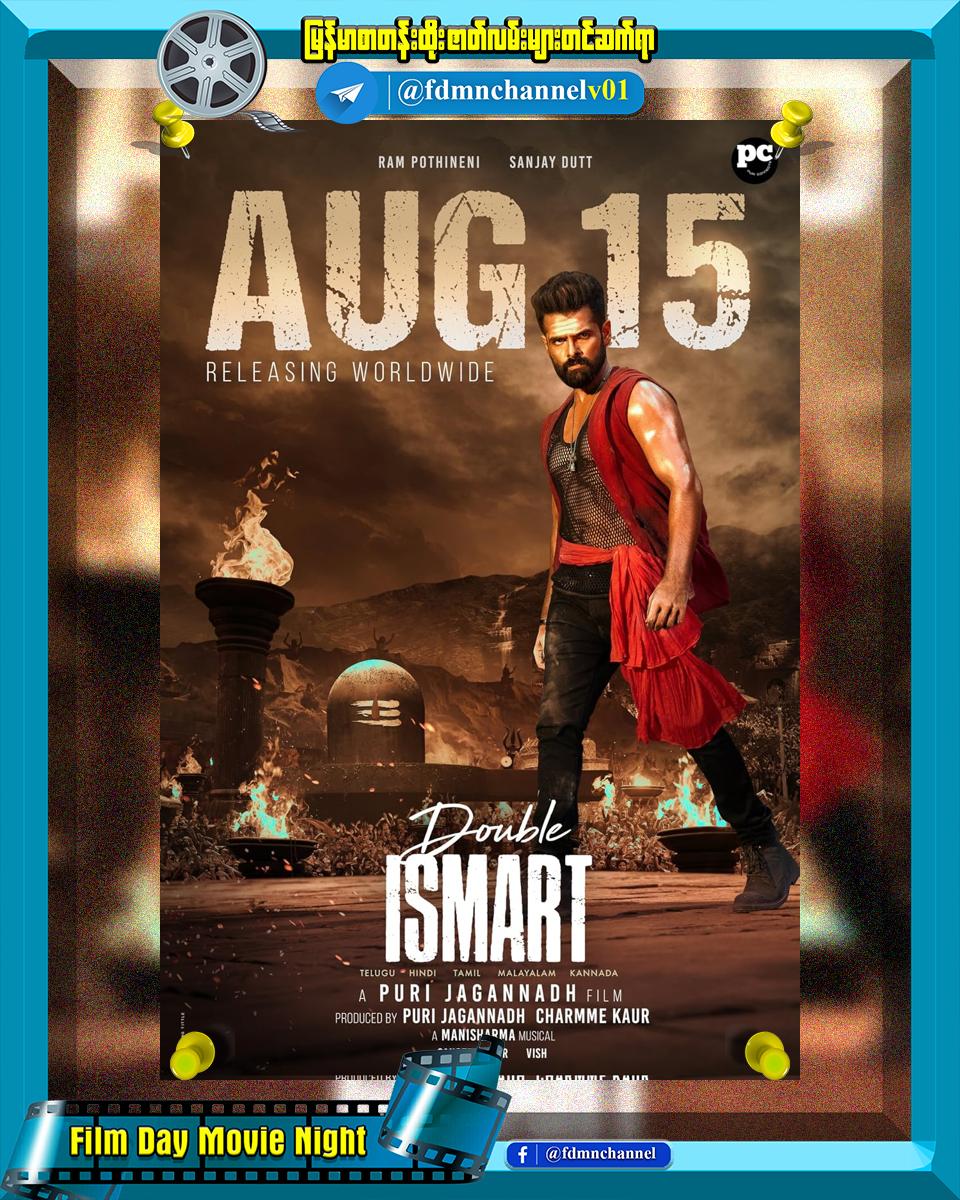 မြန်မာစာတန်းထိုးဇာတ်လမ်းများတင်ဆက်ရာ
@fdmnchannelv01
RAM POTHINENI SANJAY DUTT
pc
AUG 15
RELEASING WORLDWIDE
Double
ISMART
TELUGU HINDI TAMIL MALAYALAM KANNADA
A PURI JAGANNADH FILM
PRODUCED BY PURI JAGANNADH CHARMME KAUR
A MANISHARMA MUSICAL
VISH
Film Day Movie Night
f @fdmnchannel